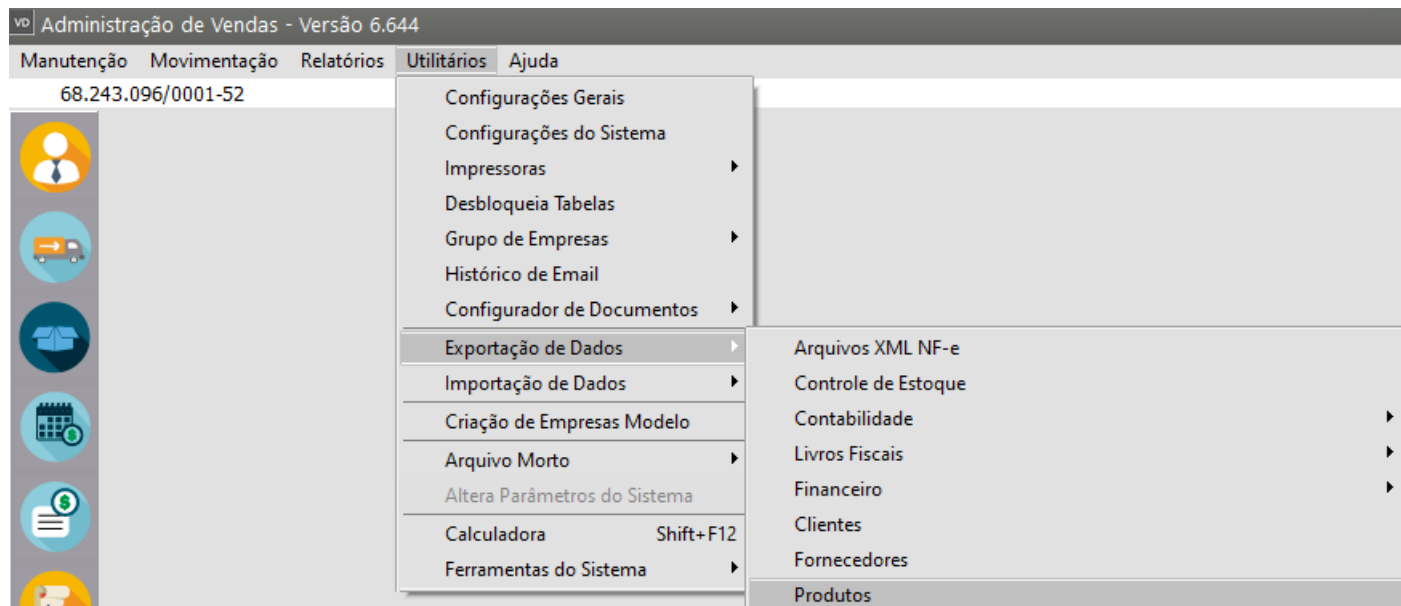 VD Administração de Vendas - Versão 6.644
Manutenção Movimentação Relatórios Utilitários Ajuda
68.243.096/0001-52
Configurações Gerais
Configurações do Sistema
Impressoras
Desbloqueia Tabelas
Grupo de Empresas
Histórico de Email
Configurador de Documentos
Exportação de Dados
Importação de Dados
Criação de Empresas Modelo
Arquivo Morto
Altera Parâmetros do Sistema
Calculadora Shift+F12
Ferramentas do Sistema
Arquivos XML NF-e
Controle de Estoque
Contabilidade
Livros Fiscais
Financeiro
Clientes
Fornecedores
Produtos